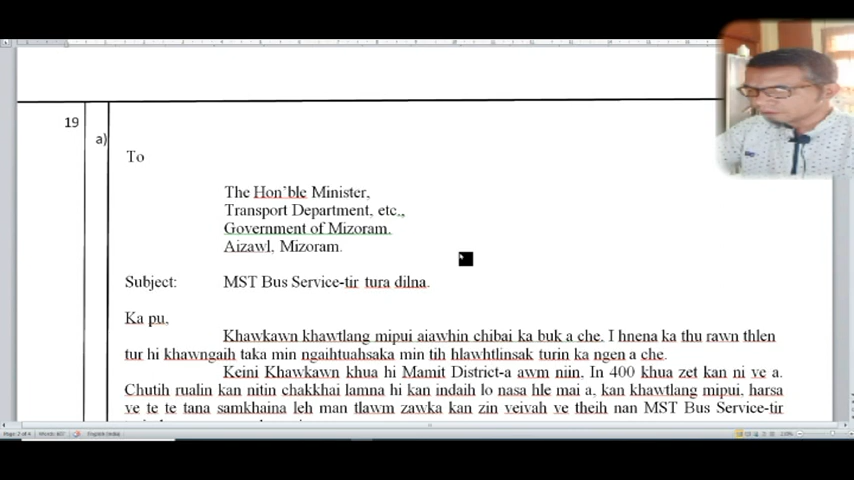 19
a)
To
The Hon`ble Minister,
Transport Department, etc.,
Government of Mizoram.
Aizawl, Mizoram.
Subject: MST Bus Service-tir tura dilna.
Ka pu,
Khawkawn khawtlang mipui aiawhin chibai ka buk a che. I hnena ka thu rawn thlen
tur hi khawngaih taka min ngaihtuahsaka min tih hlawhtlinsak turin ka ngen a che.
Keini Khawkawn khua hi Mamit District-a awm niin, In 400 khua zet kan ni ve a.
Chutih rualin kan nitin chakkhai lamna hi kan indaih lo nasa hle mai a, kan khawtlang mipui, harsa
ve te te tana samkhaina leh man tlawm zawka kan zin veivah ve theih nan MST Bus Service-tir